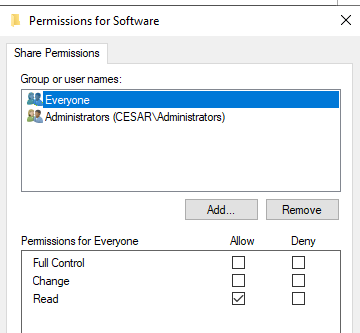 Permissions for Software
Share Permissions
Group or user names:
Everyone
Administrators (CESAR\Administrators)
Add... Remove
Permissions for Everyone Allow Deny
Full Control
Change
Read